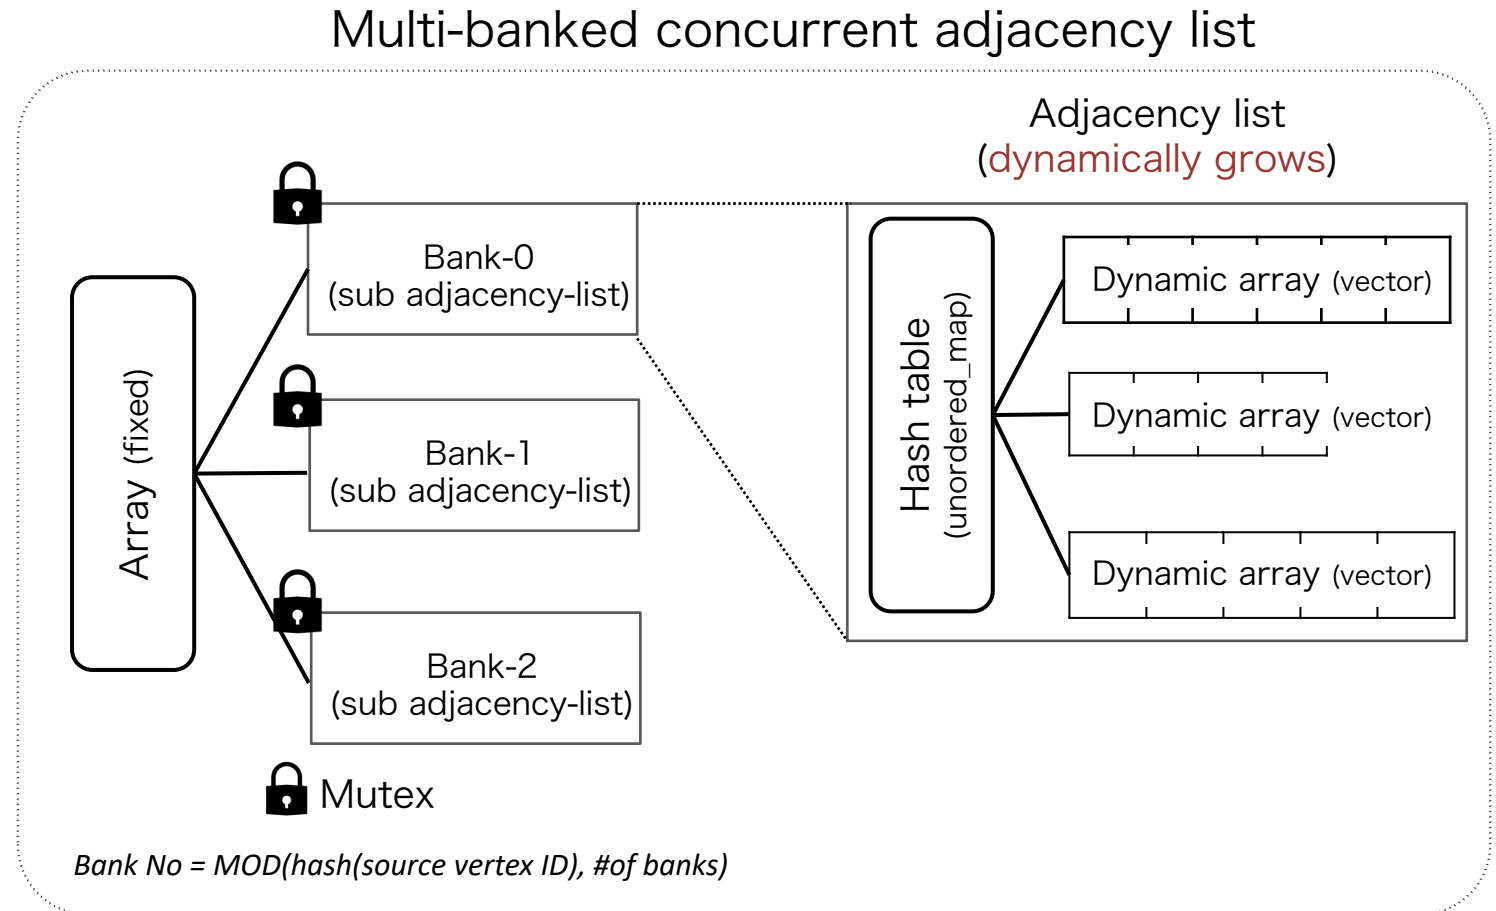 Multi-banked concurrent adjacency list
Adjacency list
(dynamically grows)
Array (fixed)
Bank-0
(sub adjacency-list)
Bank-1
(sub adjacency-list)
Bank-2
(sub adjacency-list)
Hash table
(unordered_map)
Dynamic array (vector)
Dynamic array (vector)
Dynamic array (vector)
Mutex
Bank No = MOD(hash(source vertex ID), #of banks)